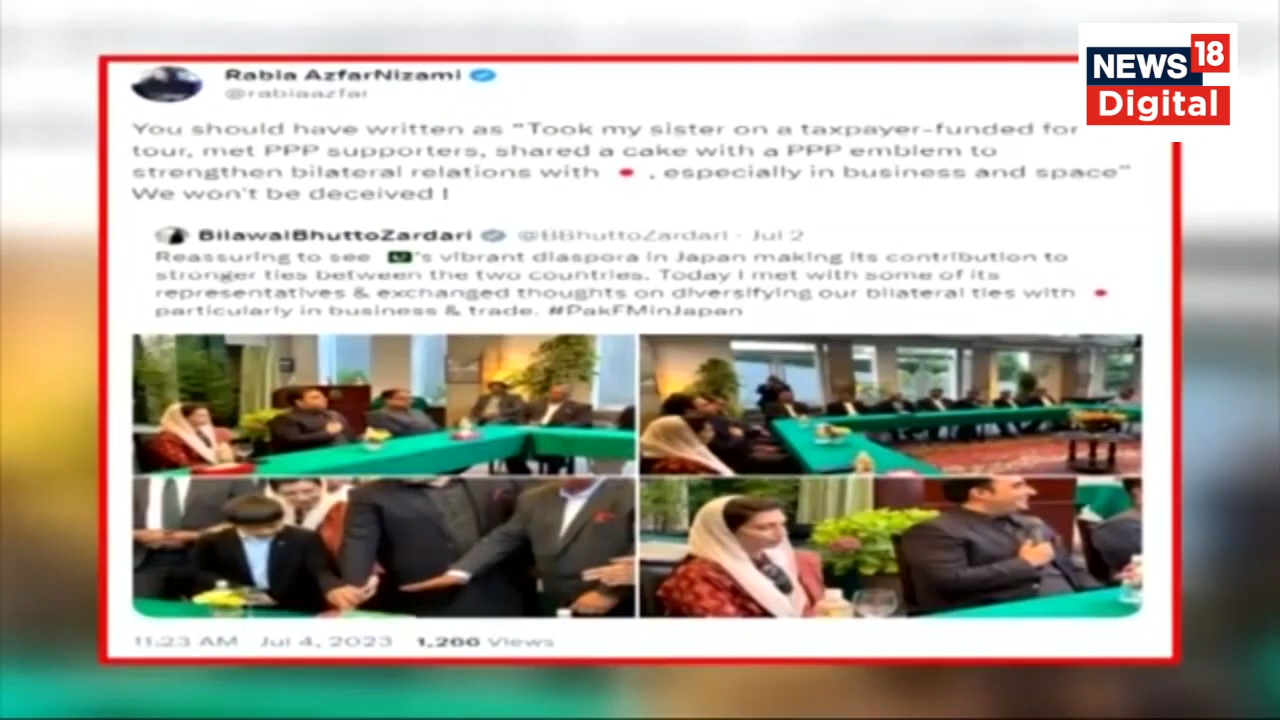 NEWS 18
Digital
Rabia AzfarNizami
@rabiaazfar
You should have written as "Took my sister on a taxpayer-funded for
tour, met PPP supporters, shared a cake with a PPP emblem to
strengthen bilateral relations with 🔴 , especially in business and space"
We won't be deceived !
BilawalBhuttoZardari @BBhuttoZardari · Jul 2
Reassuring to see 's vibrant diaspora in Japan making its contribution to
stronger ties between the two countries. Today I met with some of its
representatives & exchanged thoughts on diversifying our bilateral ties with 🔴
particularly in business & trade. #PakFMinJapan
11:23 AM Jul 4, 2023 1,266 Views